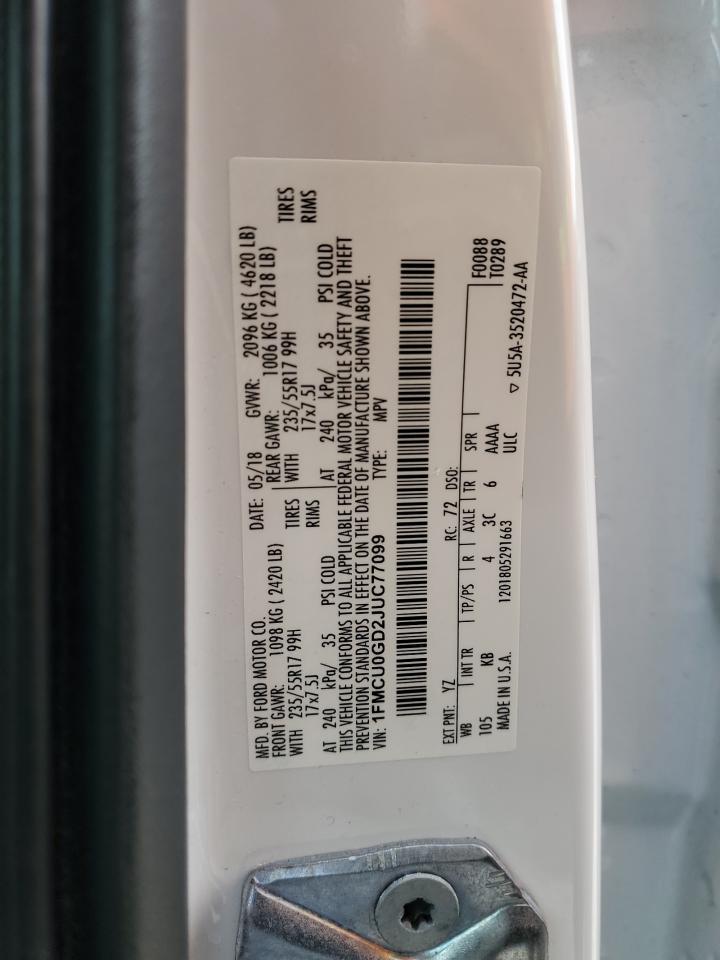 MFD. BY FORD MOTOR CO.
DATE: 05/18 GVWR: 2096 KG ( 4620 LB)
FRONT GAWR: 1098 KG ( 2420 LB) REAR GAWR: 1006 KG ( 2218 LB)
WITH 235/55R17 99H TIRES WITH 235/55R17 99H TIRES
17x7.5J RIMS 17x7.5J RIMS
AT 240 kPa/ 35 PSI COLD AT 240 kPa/ 35 PSI COLD
THIS VEHICLE CONFORMS TO ALL APPLICABLE FEDERAL MOTOR VEHICLE SAFETY AND THEFT
PREVENTION STANDARDS IN EFFECT ON THE DATE OF MANUFACTURE SHOWN ABOVE.
VIN: 1FMCU0GD2JUC77099 TYPE: MPV
F0088
T0289
EXT PNT: YZ RC: 72 DSO:
WB INT TR TP/PS R AXLE TR SPR
105 KB 4 3C 6 AAAA
MADE IN U.S.A. 1201805291663 ULC
▽ 5U5A-3520472-AA